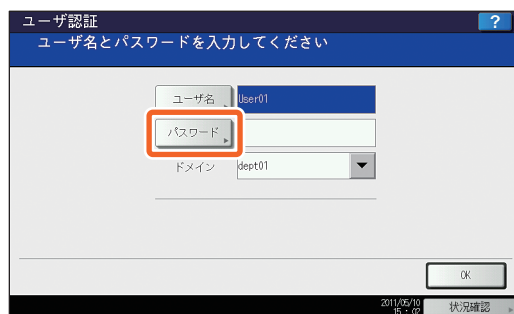 ユーザ認証
?
ユーザ名とパスワードを入力してください
ユーザ名 User01
パスワード
ドメイン dept01
OK
2011/05/10
15 : 02
状況確認